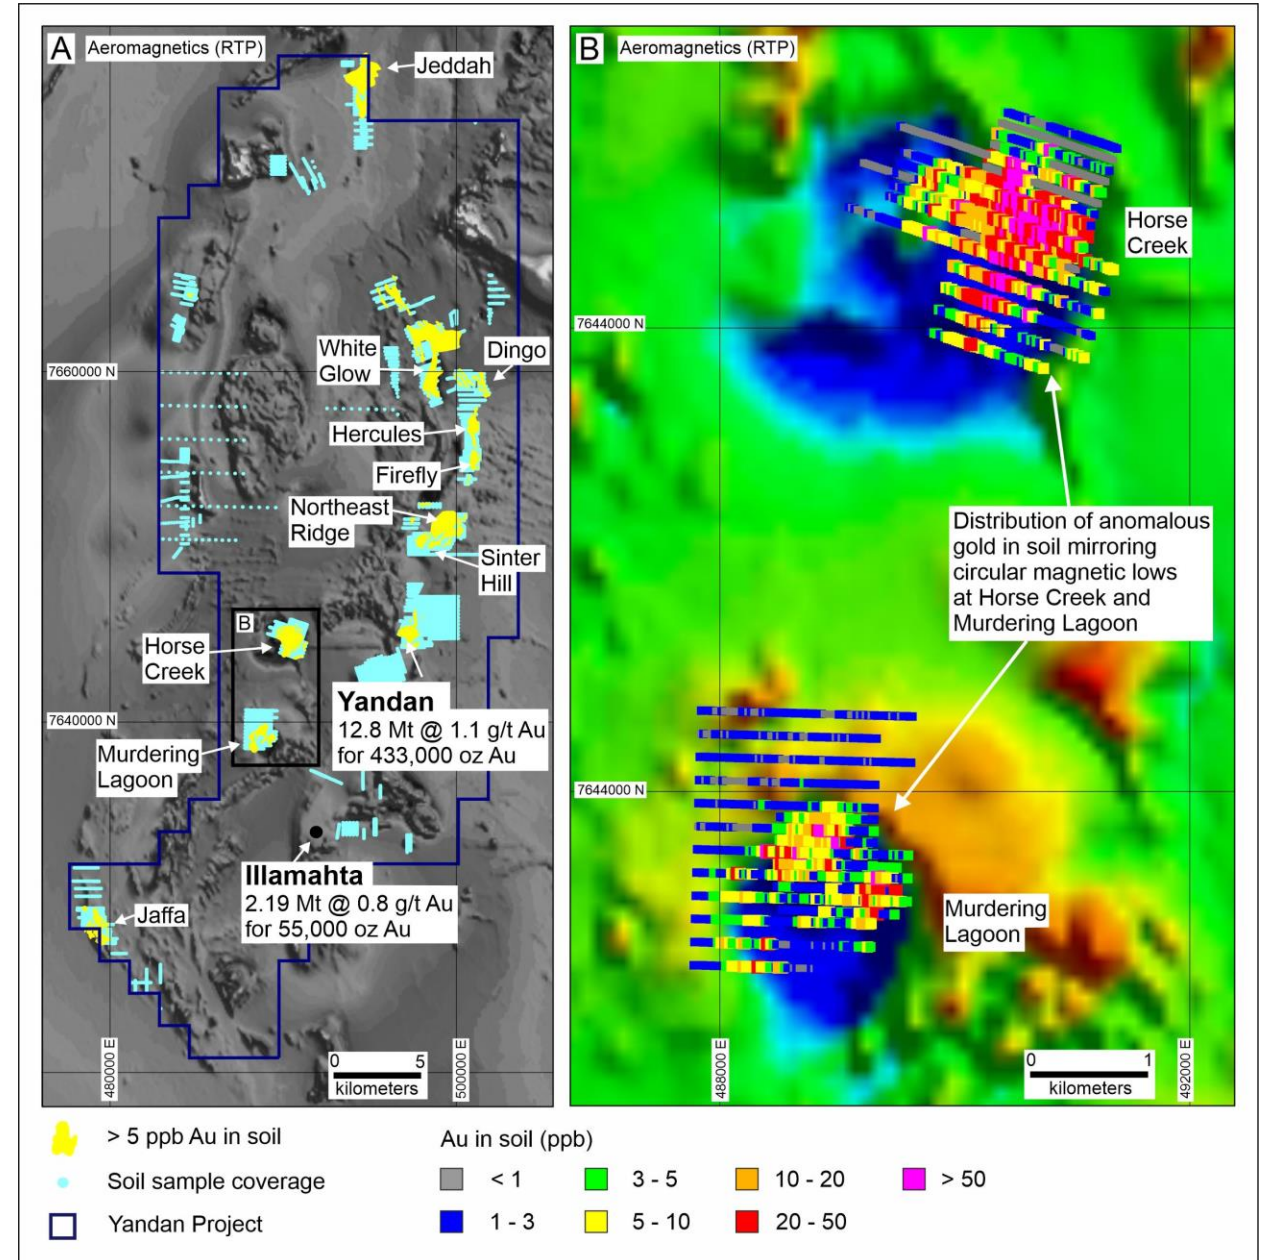 A Aeromagnetics (RTP)
Jeddah
White
Glow
Dingo
7660000 N
Hercules
Firefly
Northeast
Ridge
Sinter
Hill
B
Horse
Creek
Yandan
12.8 Mt @ 1.1 g/t Au
for 433,000 oz Au
7640000 N
Murdering
Lagoon
Illamahta
2.19 Mt @ 0.8 g/t Au
for 55,000 oz Au
Jaffa
480000 E
0 5
kilometers
500000 E
B Aeromagnetics (RTP)
Horse
Creek
7644000 N
Distribution of anomalous
gold in soil mirroring
circular magnetic lows
at Horse Creek and
Murdering Lagoon
7644000 N
Murdering
Lagoon
488000 E
0 1
kilometers
492000 E
> 5 ppb Au in soil
Soil sample coverage
Yandan Project
Au in soil (ppb)
< 1
3 - 5
10 - 20
> 50
1 - 3
5 - 10
20 - 50